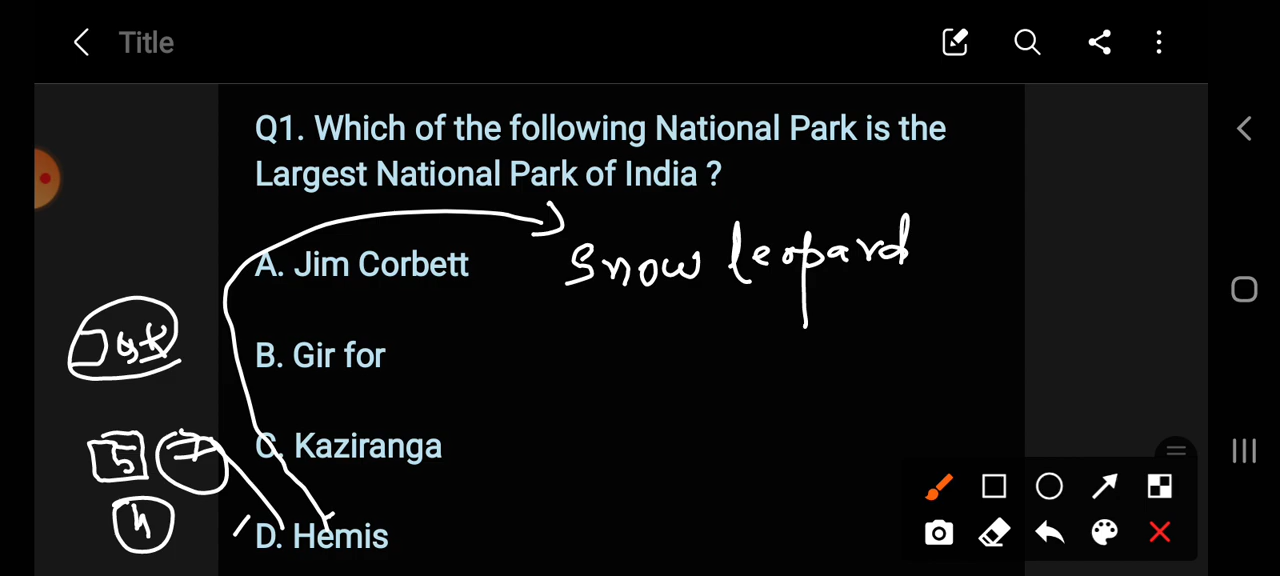 Title
Q1. Which of the following National Park is the
Largest National Park of India ?
A. Jim Corbett
Snow leopard
B. Gir for
C. Kaziranga
5
D. Hemis